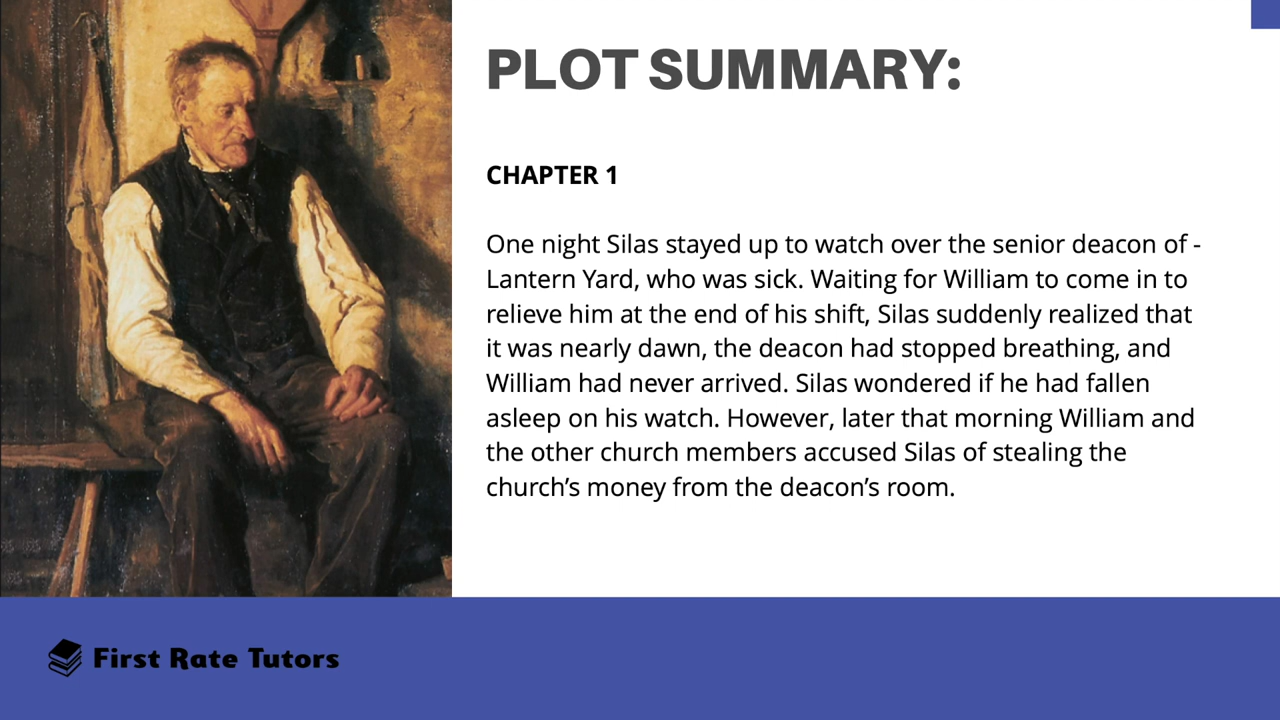 PLOT SUMMARY:
CHAPTER 1
One night Silas stayed up to watch over the senior deacon of -
Lantern Yard, who was sick. Waiting for William to come in to
relieve him at the end of his shift, Silas suddenly realized that
it was nearly dawn, the deacon had stopped breathing, and
William had never arrived. Silas wondered if he had fallen
asleep on his watch. However, later that morning William and
the other church members accused Silas of stealing the
church’s money from the deacon’s room.
First Rate Tutors